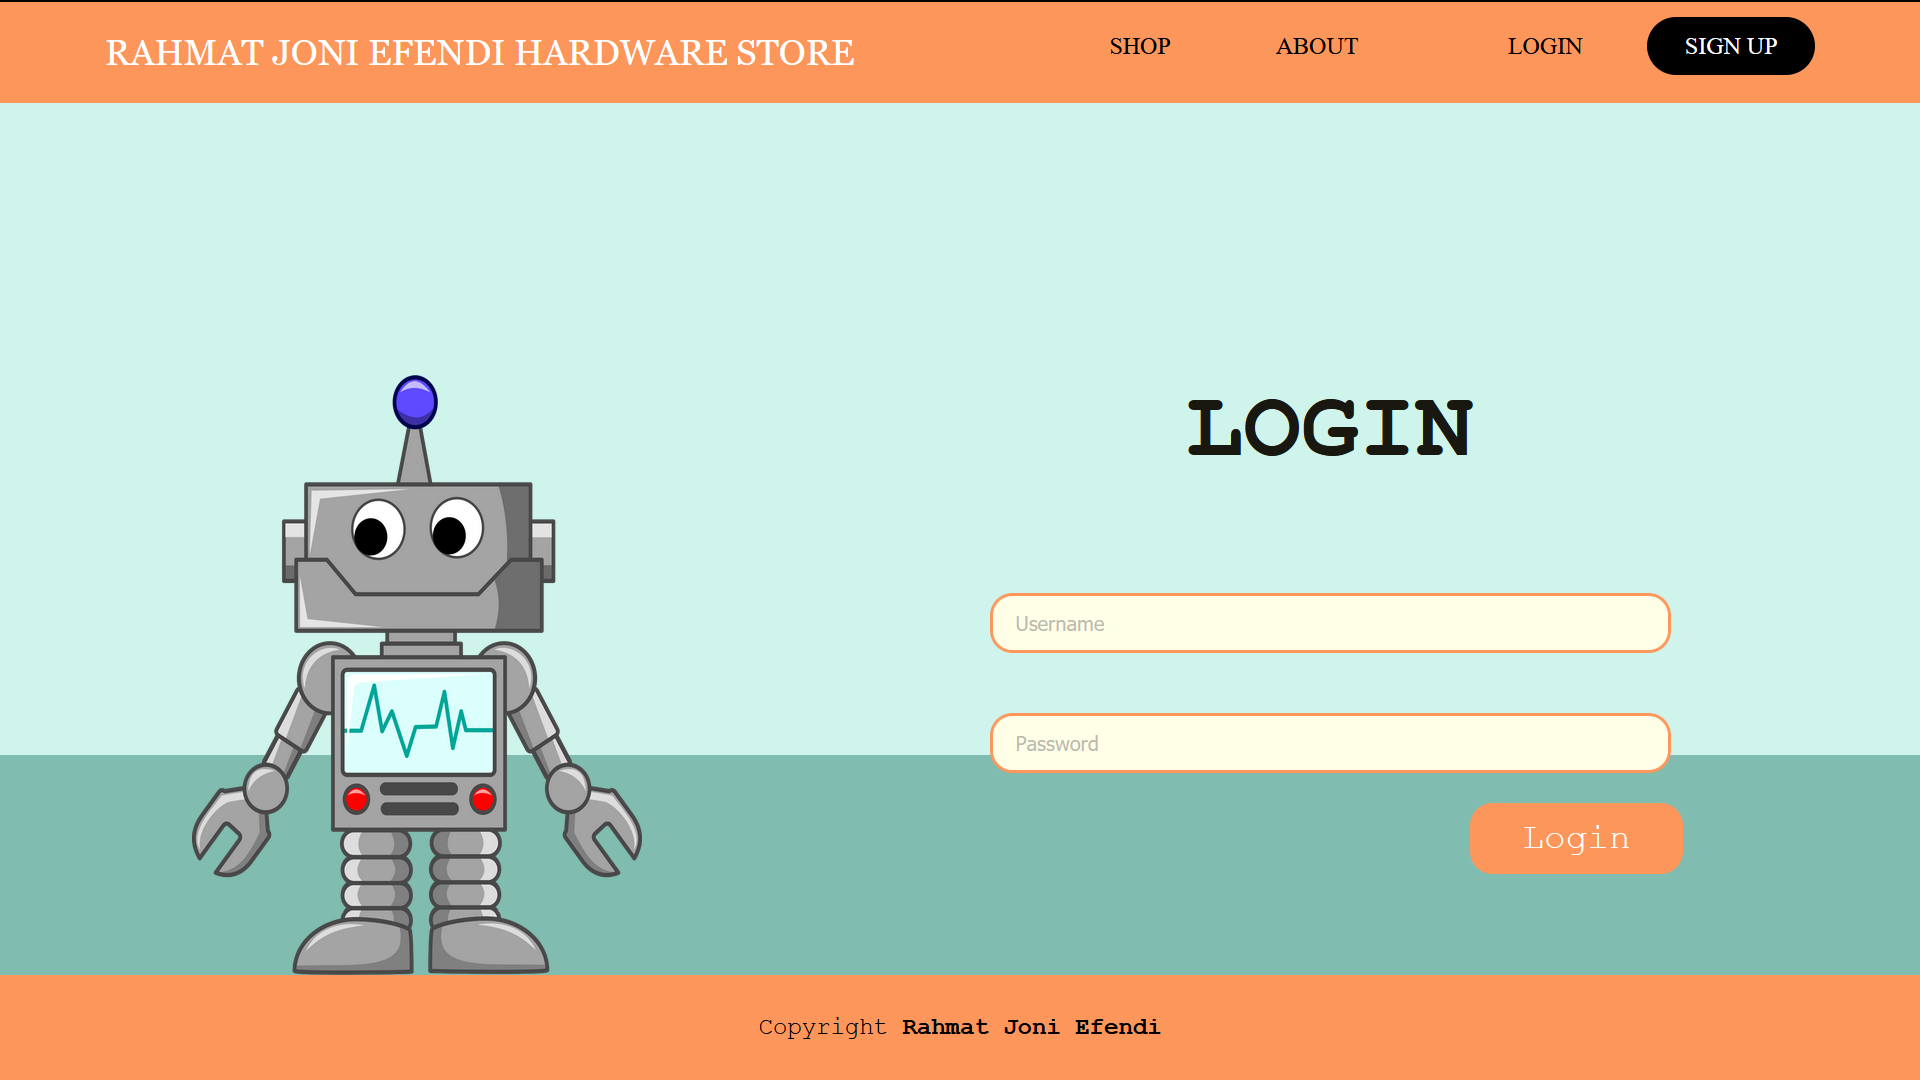 RAHMAT JONI EFENDI HARDWARE STORE
SHOP
ABOUT
LOGIN
SIGN UP
LOGIN
Username
Password
Login
Copyright Rahmat Joni Efendi